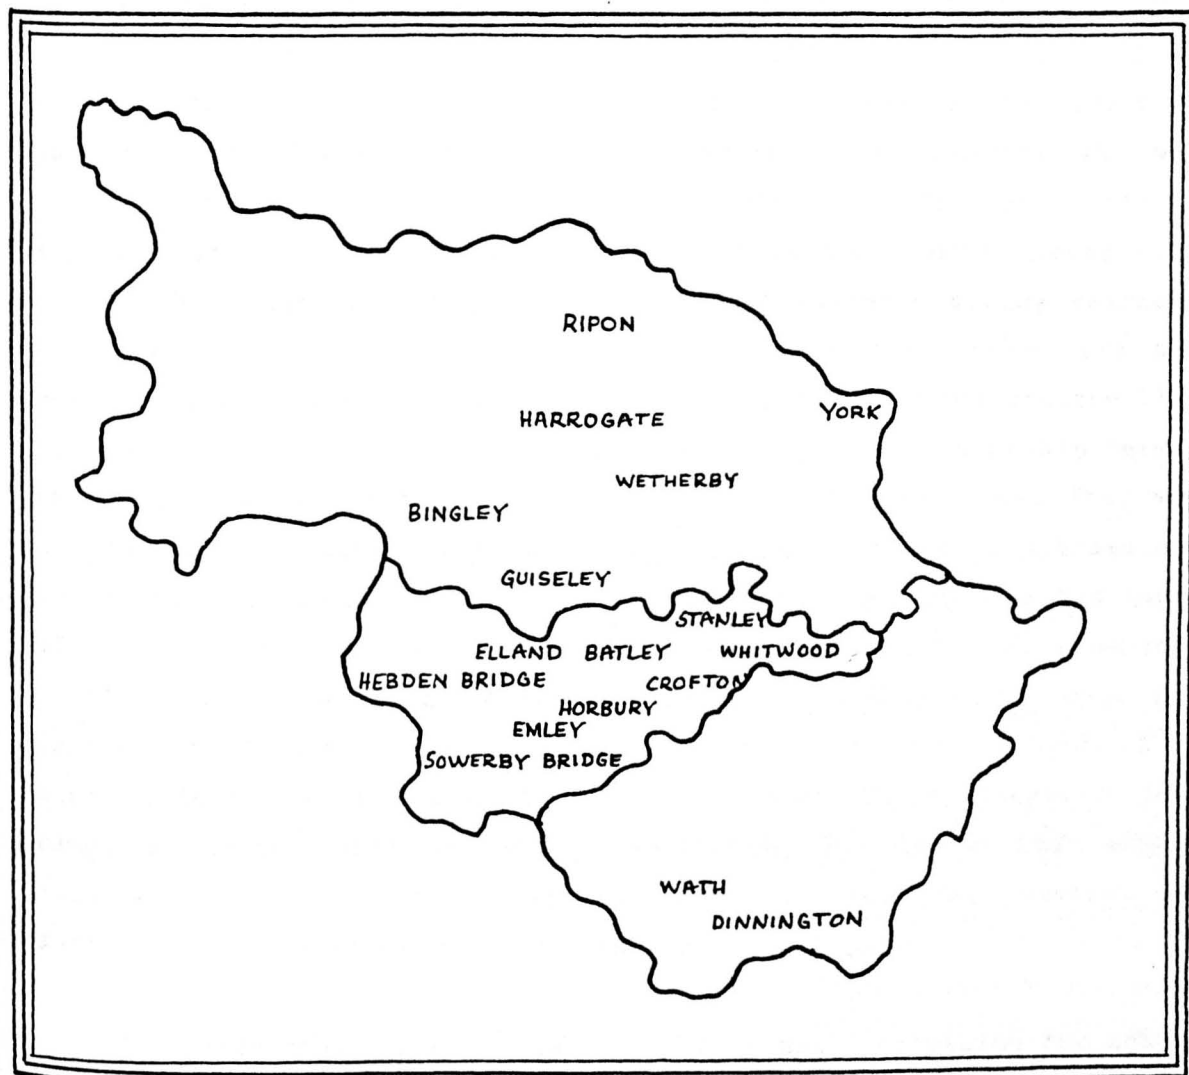 RIPON
YORK
HARROGATE
WETHERBY
BINGLEY
GUISELEY
STANLEY
ELLAND BATLEY WHITWOOD
HEBDEN BRIDGE CROFTON
HORBURY
EMLEY
SOWERBY BRIDGE
WATH
DINNINGTON